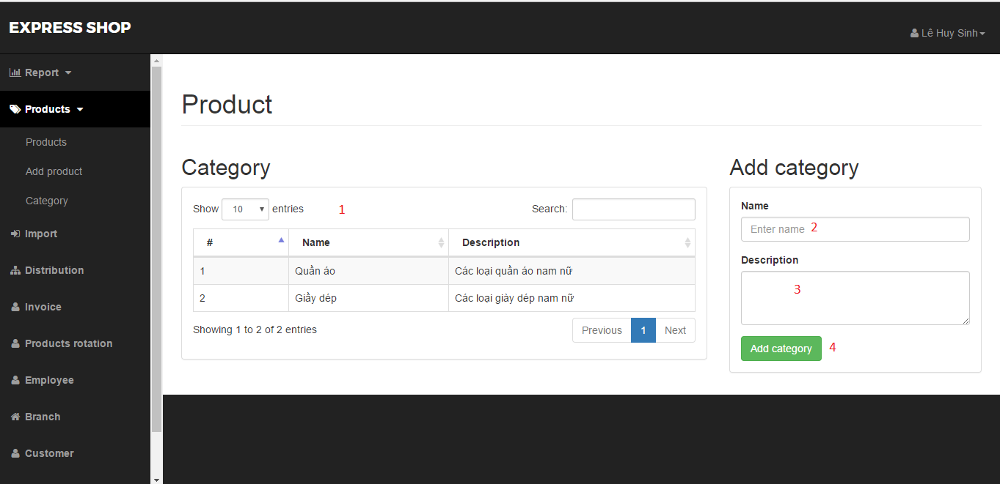 EXPRESS SHOP
Lê Huy Sinh
Report
Products
Products
Add product
Category
Import
Distribution
Invoice
Products rotation
Employee
Branch
Customer
Product
Category
Show 10 entries 1 Search:
# Name Description
1 Quần áo Các loại quần áo nam nữ
2 Giầy dép Các loại giày dép nam nữ
Showing 1 to 2 of 2 entries
Previous 1 Next
Add category
Name
Enter name 2
Description
3
Add category 4